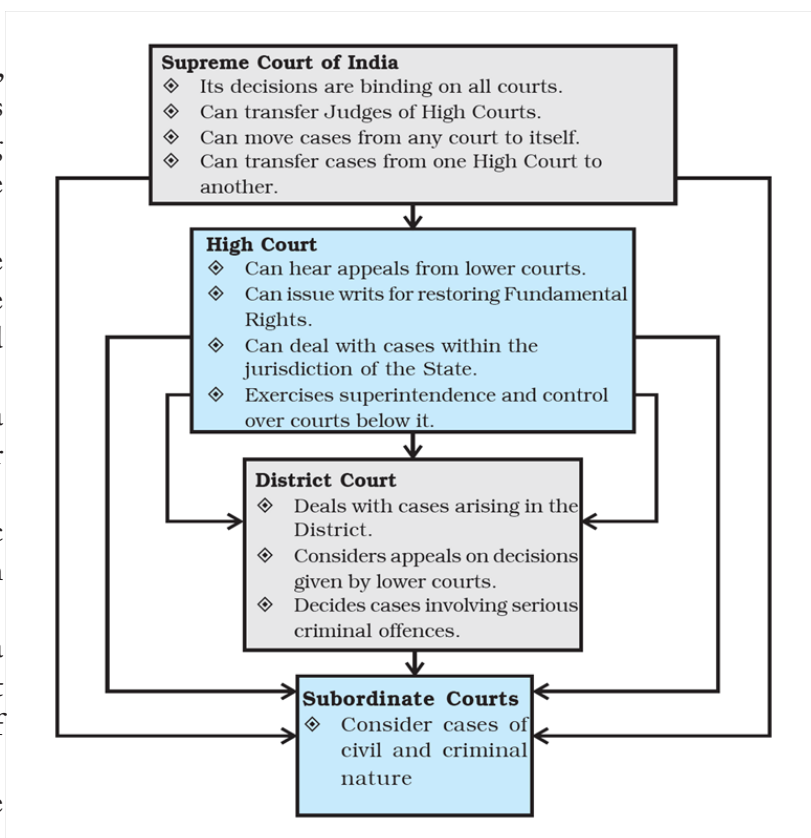 Supreme Court of India
◈ Its decisions are binding on all courts.
◈ Can transfer Judges of High Courts.
◈ Can move cases from any court to itself.
◈ Can transfer cases from one High Court to
another.
High Court
◈ Can hear appeals from lower courts.
◈ Can issue writs for restoring Fundamental
Rights.
◈ Can deal with cases within the
jurisdiction of the State.
◈ Exercises superintendence and control
over courts below it.
District Court
◈ Deals with cases arising in the
District.
◈ Considers appeals on decisions
given by lower courts.
◈ Decides cases involving serious
criminal offences.
Subordinate Courts
◈ Consider cases of
civil and criminal
nature